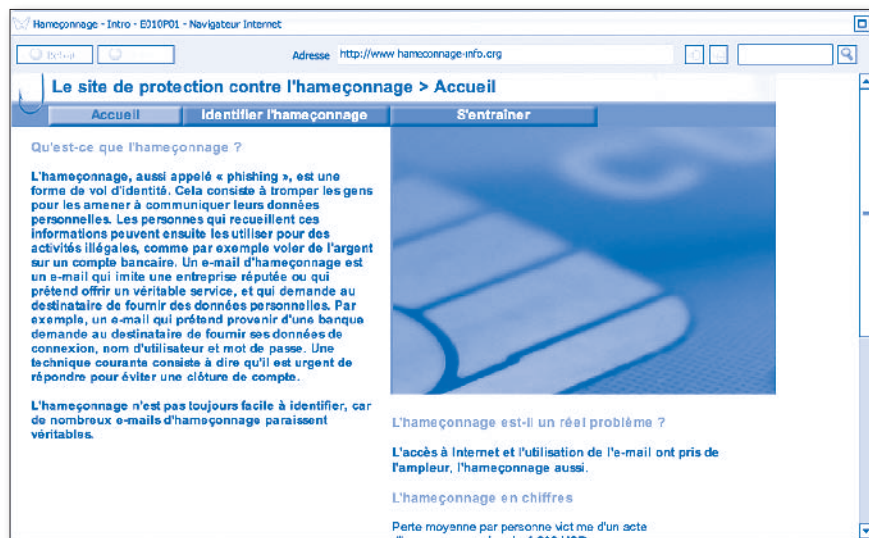 Hameçonnage - Intro - E010P01 - Navigateur Internet
Retour
Adresse http://www hameconnage-info.org
Le site de protection contre l'hameçonnage > Accueil
Accueil Identifier l'hameçonnage S'entraîner
Qu'est-ce que l'hameçonnage ?
L'hameçonnage, aussi appelé « phishing », est une
forme de vol d'identité. Cela consiste à tromper les gens
pour les amener à communiquer leurs données
personnelles. Les personnes qui recueillent ces
informations peuvent ensuite les utiliser pour des
activités illégales, comme par exemple voler de l'argent
sur un compte bancaire. Un e-mail d'hameçonnage est
un e-mail qui imite une entreprise réputée ou qui
prétend offrir un véritable service, et qui demande au
destinataire de fournir des données personnelles. Par
exemple, un e-mail qui prétend provenir d'une banque
demande au destinataire de fournir ses données de
connexion, nom d'utilisateur et mot de passe. Une
technique courante consiste à dire qu'il est urgent de
répondre pour éviter une clôture de compte.
L'hameçonnage n'est pas toujours facile à identifier, car
de nombreux e-mails d'hameçonnage paraissent
véritables.
L'hameçonnage est-il un réel problème ?
L'accès à Internet et l'utilisation de l'e-mail ont pris de
l'ampleur, l'hameçonnage aussi.
L'hameçonnage en chiffres
Perte moyenne par personne victime d'un acte